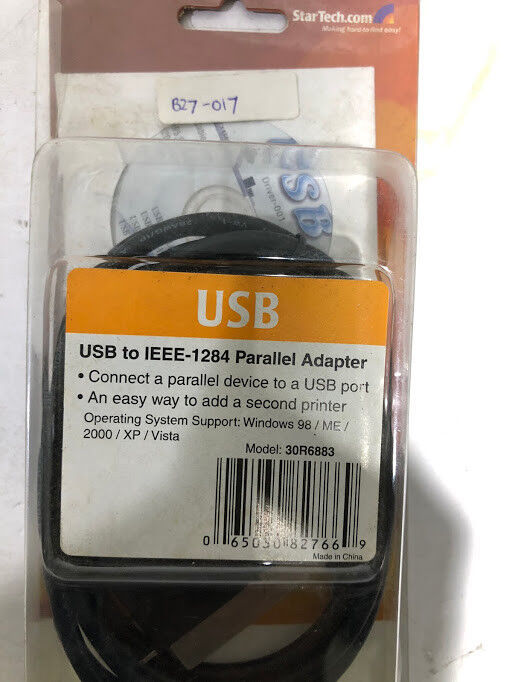 StarTech.com
Making hard-to-find easy!
B27-017
USB
Driver-001
USB
USB to IEEE-1284 Parallel Adapter
• Connect a parallel device to a USB port
• An easy way to add a second printer
Operating System Support: Windows 98 / ME /
2000 / XP / Vista
Model: 30R6883
0 65030 82766 9
Made in China